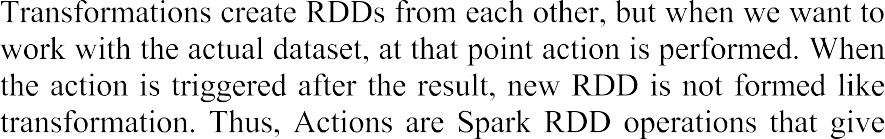 Transformations create RDDs from each other, but when we want to
work with the actual dataset, at that point action is performed. When
the action is triggered after the result, new RDD is not formed like
transformation. Thus, Actions are Spark RDD operations that give